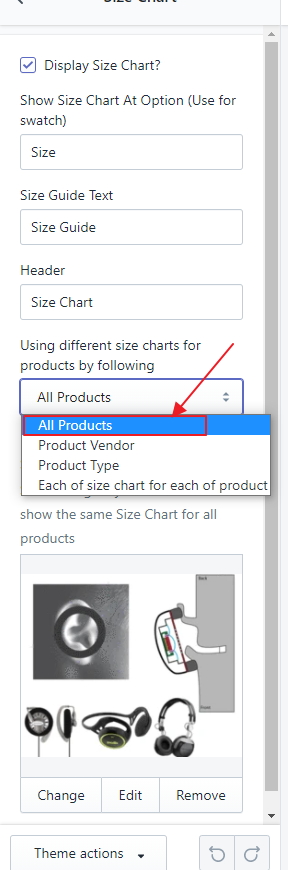 Display Size Chart?
Show Size Chart At Option (Use for
swatch)
Size
Size Guide Text
Size Guide
Header
Size Chart
Using different size charts for
products by following
All Products
All Products
Product Vendor
Product Type
Each of size chart for each of product
show the same Size Chart for all
products
Change
Edit
Remove
Theme actions